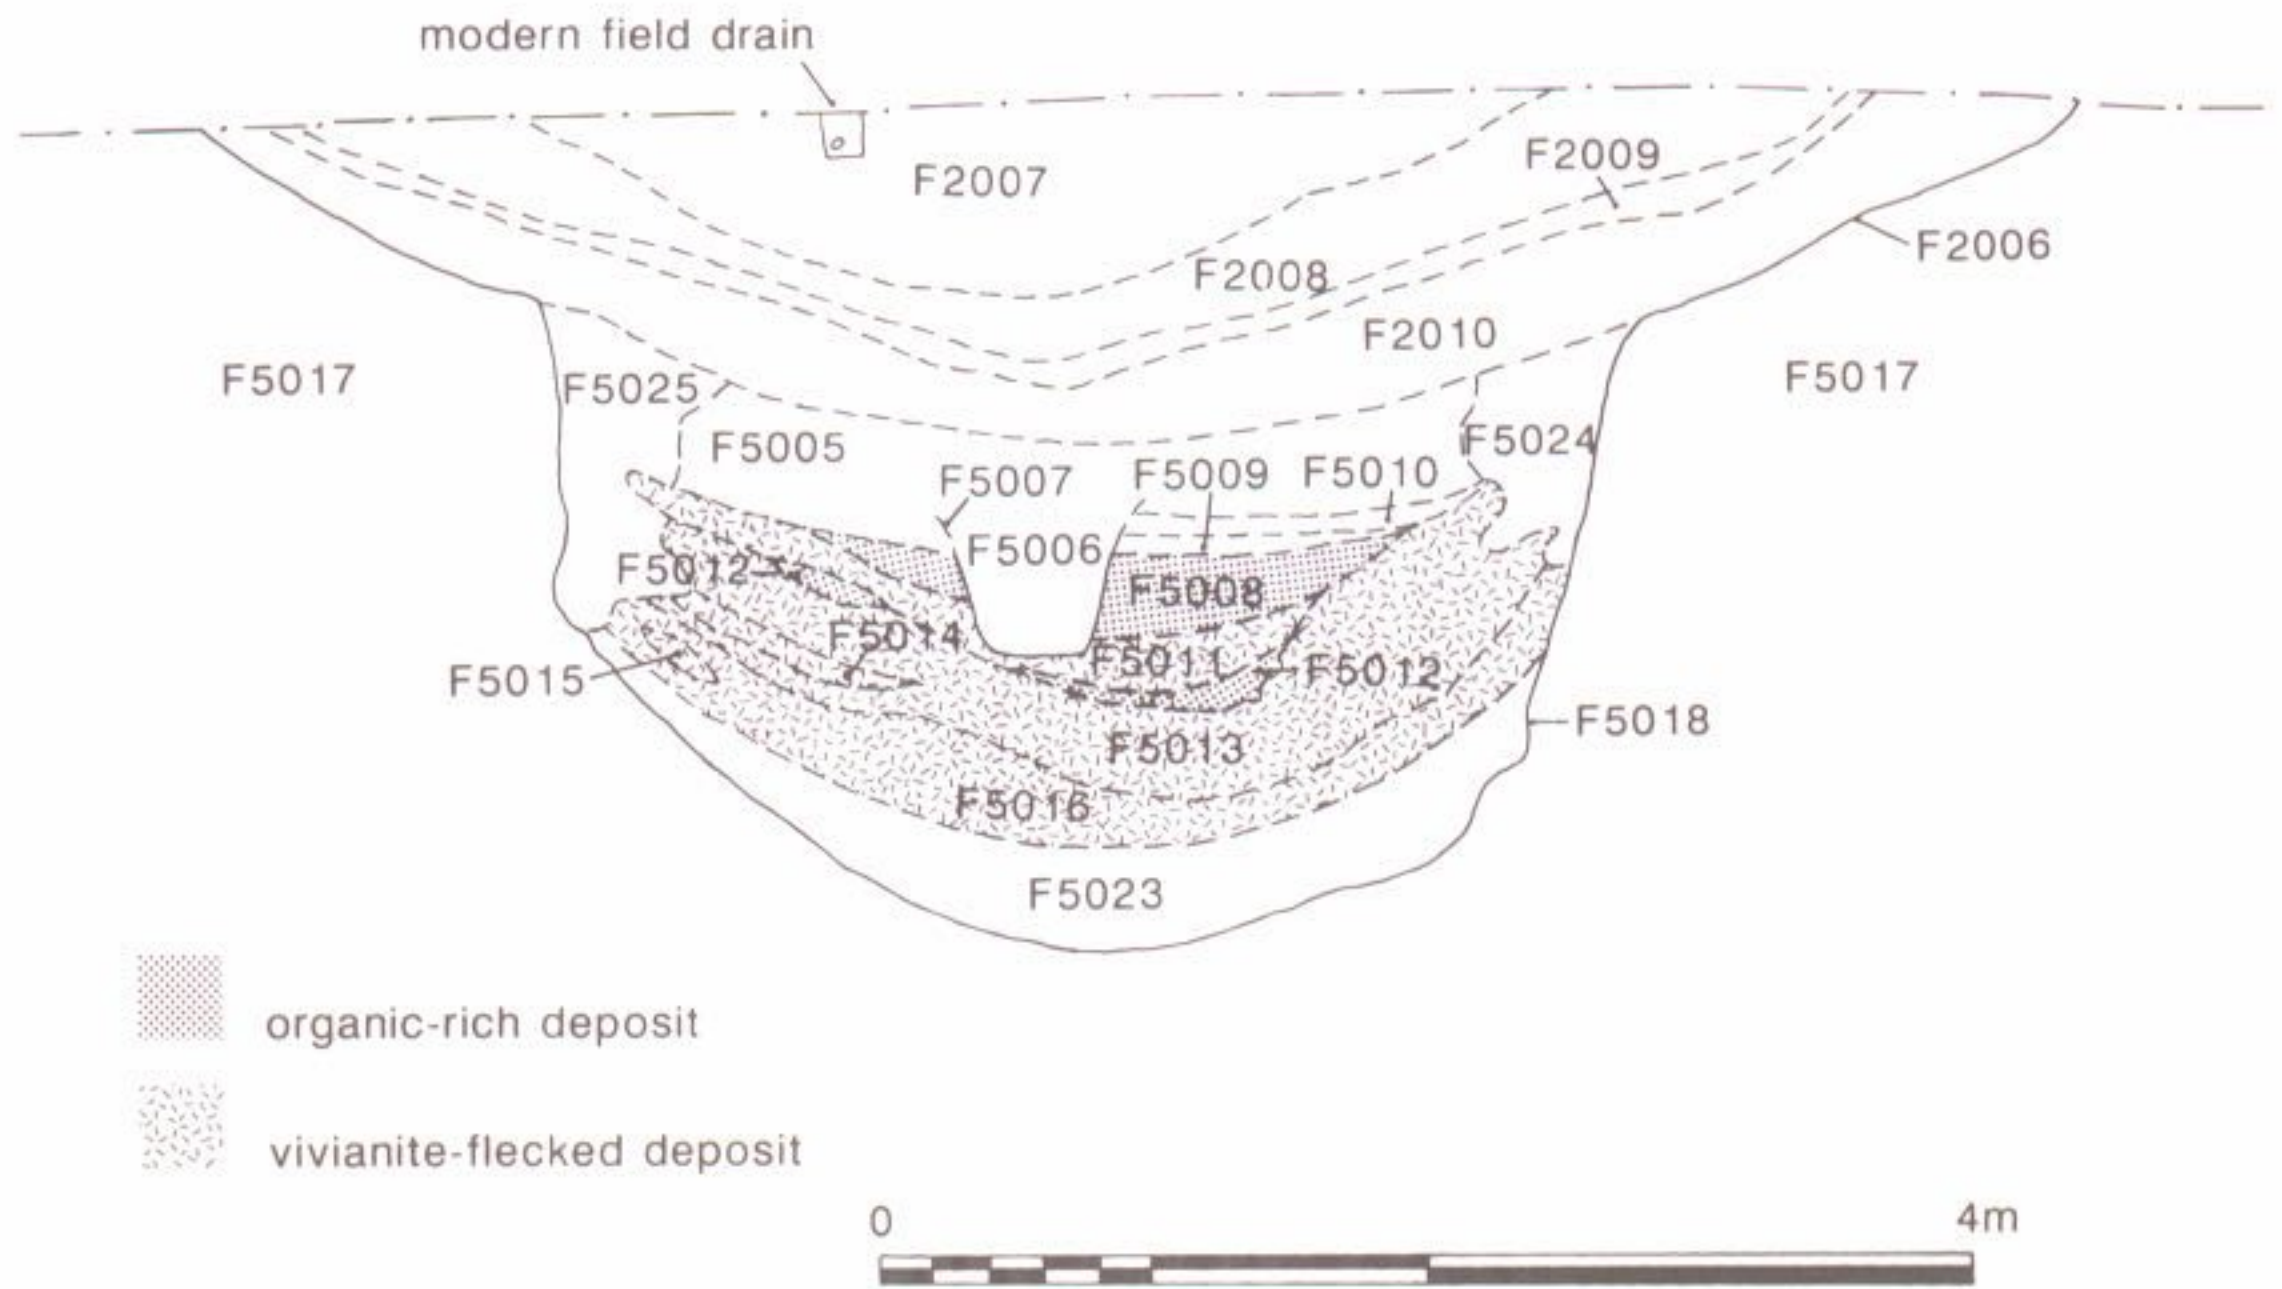 modern field drain
F2007
F2009
F2006
F2008
F2010
F5017
F5025
F5017
F5005
F5024
F5007
F5009
F5010
F5006
F5012
F5008
F5014
F5011
F5012
F5015
F5018
F5013
F5016
F5023
organic-rich deposit
vivianite-flecked deposit
0
4m